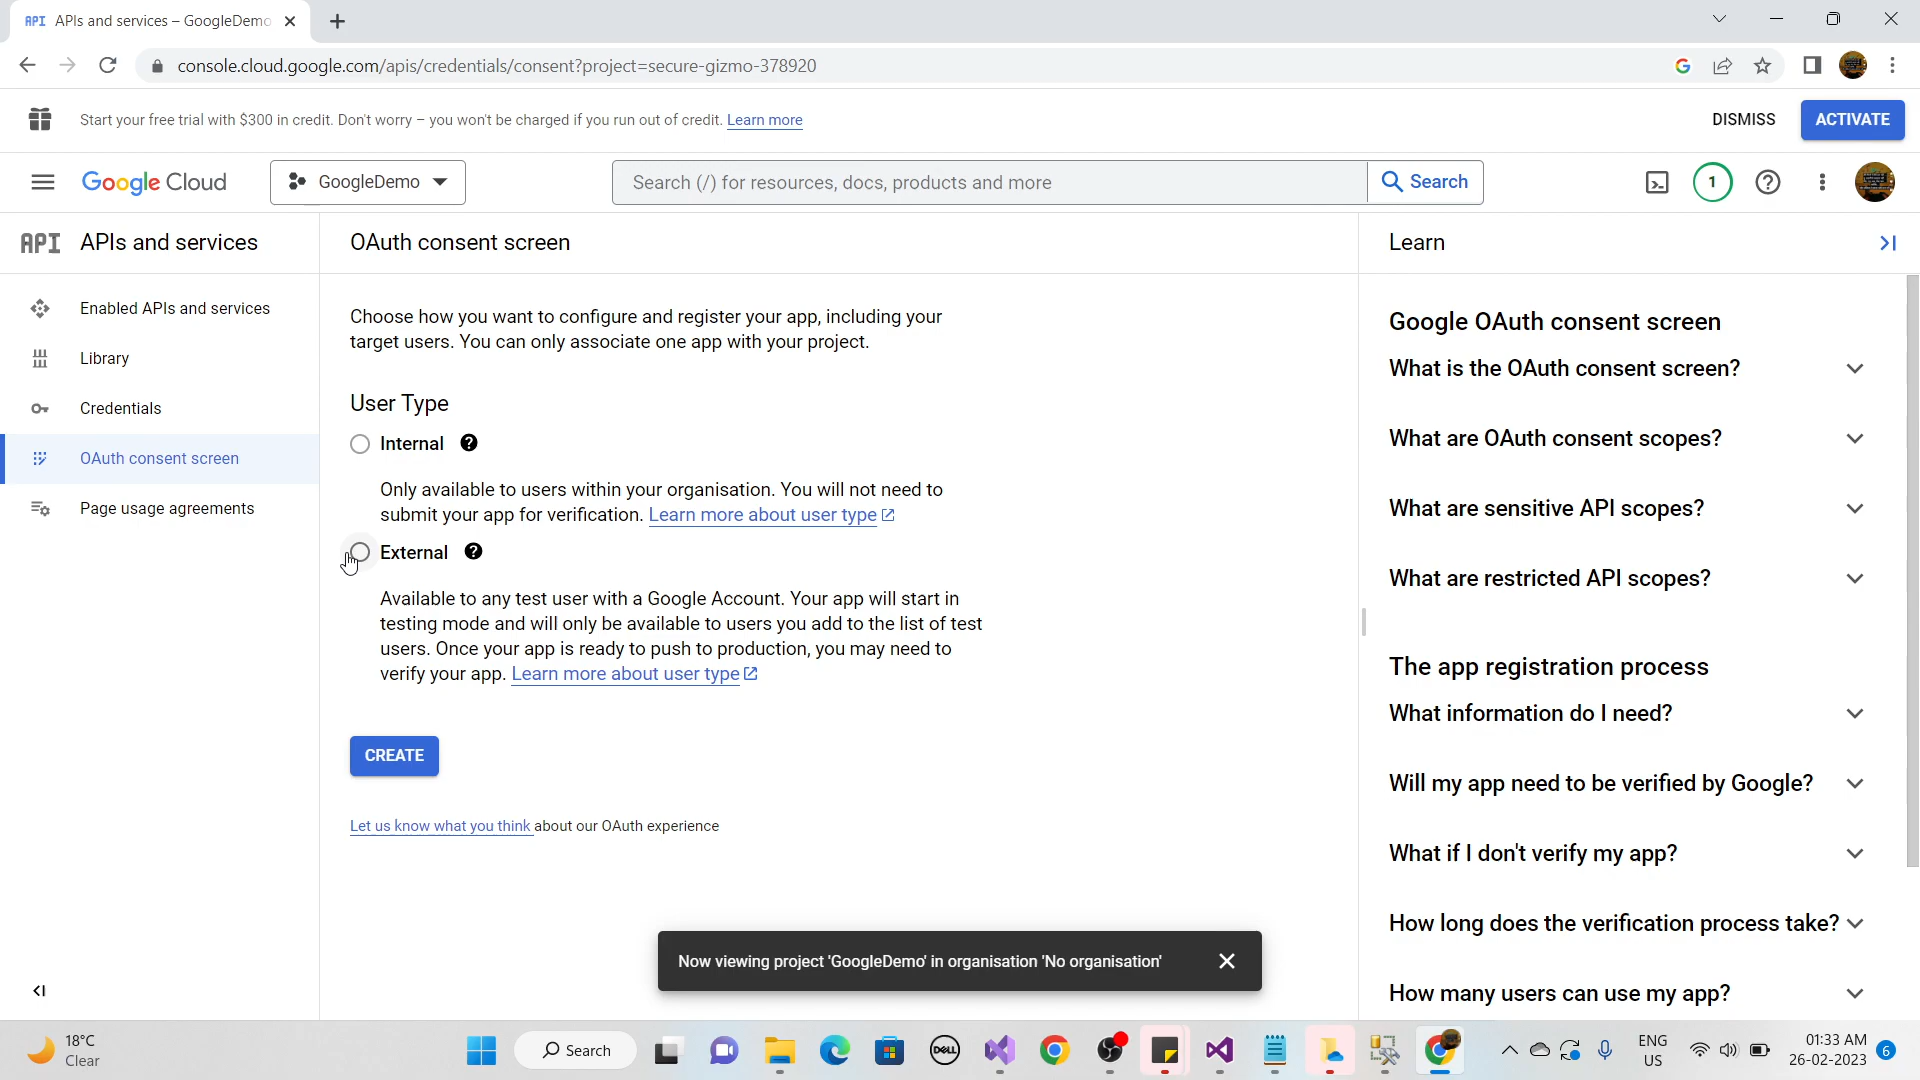 API APIs and services – GoogleDemo
console.cloud.google.com/apis/credentials/consent?project=secure-gizmo-378920
Start your free trial with $300 in credit. Don't worry – you won't be charged if you run out of credit. Learn more
DISMISS
ACTIVATE
Google Cloud
GoogleDemo
Search (/) for resources, docs, products and more
Search
1
API APIs and services
Enabled APIs and services
Library
Credentials
OAuth consent screen
Page usage agreements
OAuth consent screen
Choose how you want to configure and register your app, including your
target users. You can only associate one app with your project.
User Type
Internal
Only available to users within your organisation. You will not need to
submit your app for verification. Learn more about user type
External
Available to any test user with a Google Account. Your app will start in
testing mode and will only be available to users you add to the list of test
users. Once your app is ready to push to production, you may need to
verify your app. Learn more about user type
CREATE
Let us know what you think about our OAuth experience
Now viewing project 'GoogleDemo' in organisation 'No organisation'
Learn
Google OAuth consent screen
What is the OAuth consent screen?
What are OAuth consent scopes?
What are sensitive API scopes?
What are restricted API scopes?
The app registration process
What information do I need?
Will my app need to be verified by Google?
What if I don't verify my app?
How long does the verification process take?
How many users can use my app?
18°C
Clear
Search
DELL
ENG
US
01:33 AM
26-02-2023
6